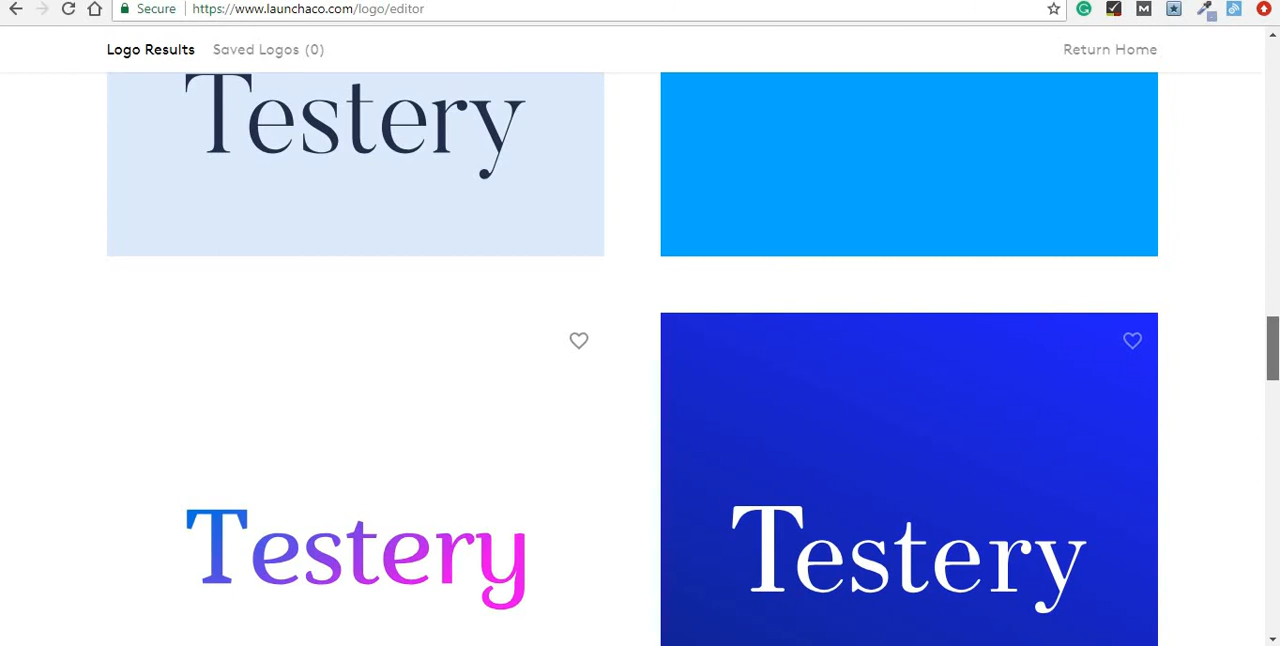 Secure https://www.launchaco.com/logo/editor
Logo Results Saved Logos (0) Return Home
Testery
Testery
Testery